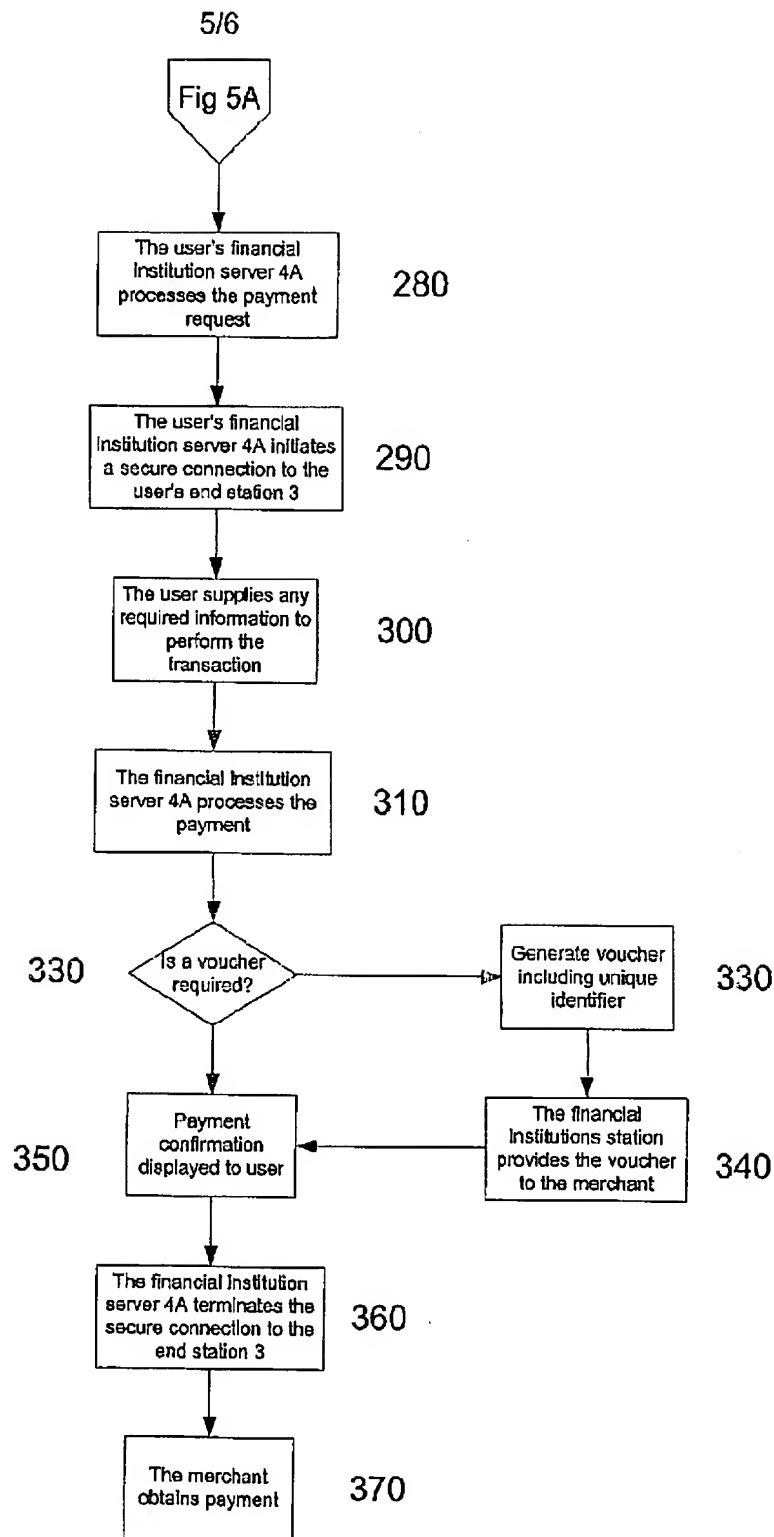 5/6
Fig 5A
The user's financial
Institution server 4A
processes the payment
request
280
The user's financial
Institution server 4A initiates
a secure connection to the
user's end station 3
290
The user supplies any
required information to
perform the
transaction
300
The financial Institution
server 4A processes the
payment
310
330
Is a voucher
required?
Generate voucher
including unique
identifier
330
350
Payment
confirmation
displayed to user
The financial
Institutions station
provides the voucher
to the merchant
340
The financial Institution
server 4A terminates the
secure connection to the
end station 3
360
The merchant
obtains payment
370